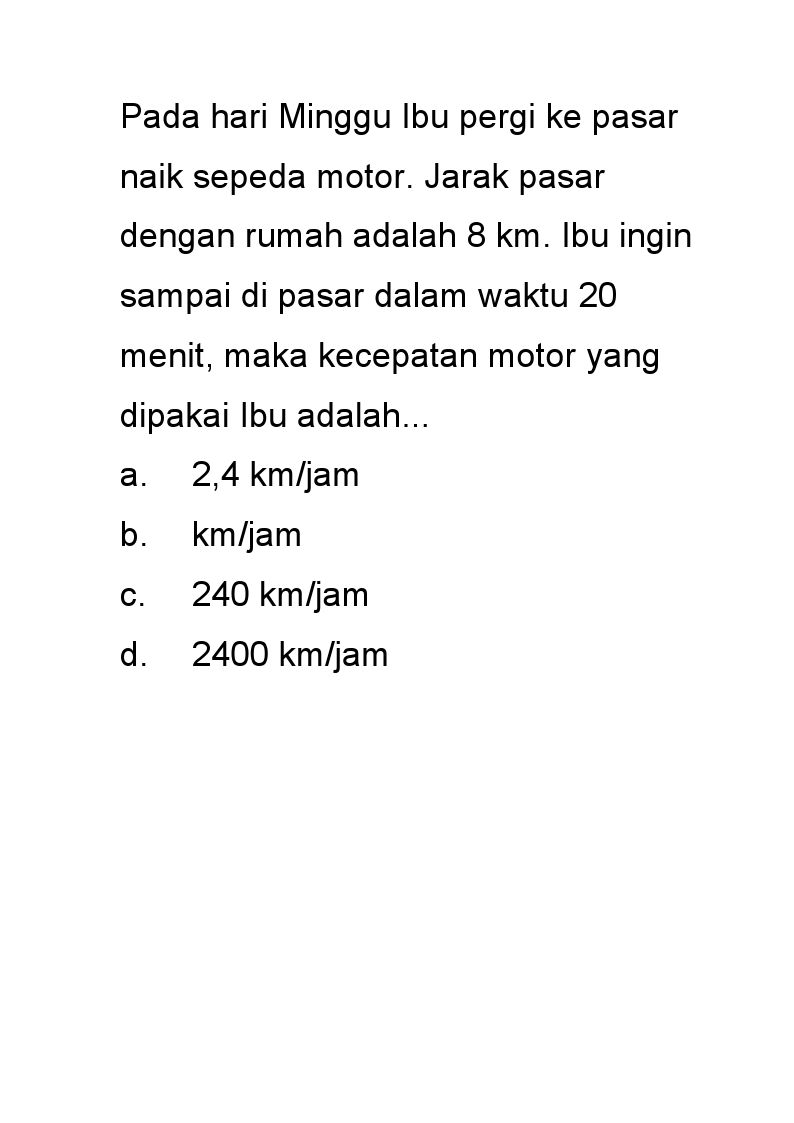 Pada hari Minggu Ibu pergi ke pasar
naik sepeda motor. Jarak pasar
dengan rumah adalah 8 km. Ibu ingin
sampai di pasar dalam waktu 20
menit, maka kecepatan motor yang
dipakai Ibu adalah...
a. 2,4 km/jam
b. km/jam
c. 240 km/jam
d. 2400 km/jam